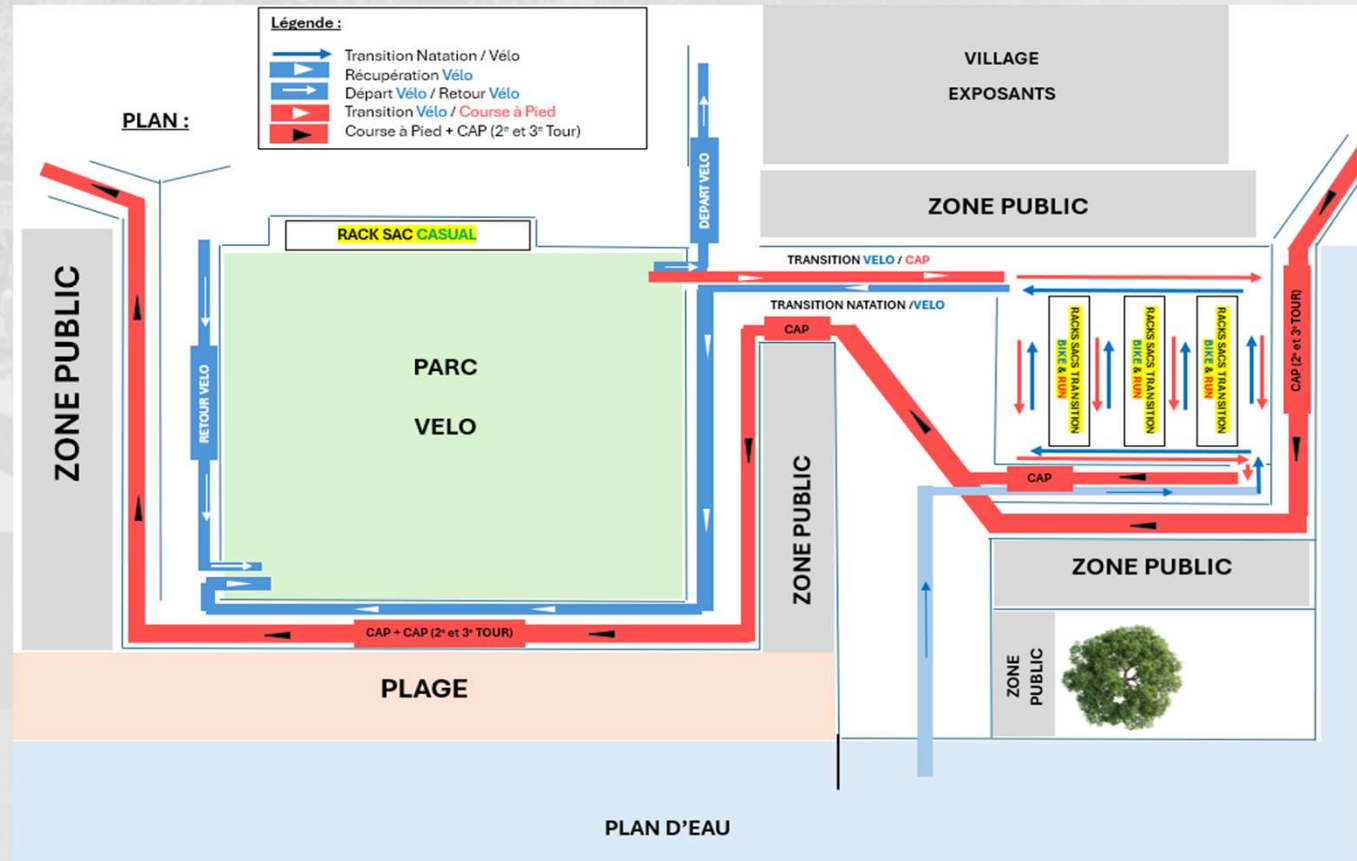 Légende :
Transition Natation / Vélo
Récupération Vélo
Départ Vélo / Retour Vélo
Transition Vélo / Course à Pied
Course à Pied + CAP (2e et 3e Tour)
PLAN :
VILLAGE
EXPOSANTS
ZONE PUBLIC
DEPART VELO
RACK SAC CASUAL
TRANSITION VELO / CAP
TRANSITION NATATION /VELO
ZONE PUBLIC
RETOUR VELO
PARC
VELO
CAP
ZONE PUBLIC
RACKS SACS TRANSITION
BIKE & RUN
RACKS SACS TRANSITION
BIKE & RUN
RACKS SACS TRANSITION
BIKE & RUN
CAP (2e et 3e TOUR)
CAP
ZONE PUBLIC
CAP + CAP (2e et 3e TOUR)
ZONE
PUBLIC
PLAGE
PLAN D’EAU